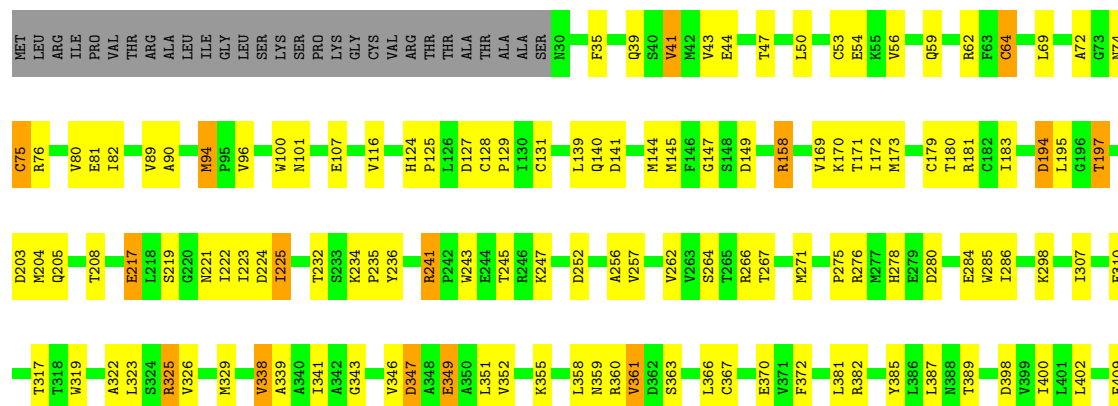 MET LEU ARG ILE PRO VAL THR ARG ALA LEU ILE GLY LEU SER LYS SER PRO LYS GLY CYS VAL ARG THR THR ALA THR ALA ALA SER N30 F35 Q39 S40 V41 M42 V43 E44 T47 L50 C53 E54 K55 V56 Q59 R62 F63 C64 L69 A72 G73 N74
C75 R76 V80 E81 I82 V89 A90 M94 P95 V96 W100 N101 E107 V116 H124 P125 L126 D127 C128 P129 I130 C131 L139 Q140 D141 M144 M145 F146 G147 S148 D149 R158 V169 K170 T171 I172 M173 C179 T180 R181 C182 I183 D194 L195 G196 T197
D203 M204 Q205 T208 E217 L218 S219 G220 N221 I222 I223 D224 I225 T232 S233 K234 P235 Y236 R241 P242 W243 E244 T245 R246 K247 D252 A256 V257 V262 V263 S264 T265 R266 T267 M271 P275 R276 M277 H278 E279 D280 E284 W285 I286 K298 I307
T317 T318 W319 A322 L323 S324 R325 V326 M329 V338 A339 A340 I341 A342 G343 V346 D347 A348 E349 A350 L351 V352 K355 L358 N359 R360 V361 D362 S363 L366 C367 E370 V371 F372 L381 R382 Y385 L386 L387 N388 T389 D398 V399 I400 L401 L402